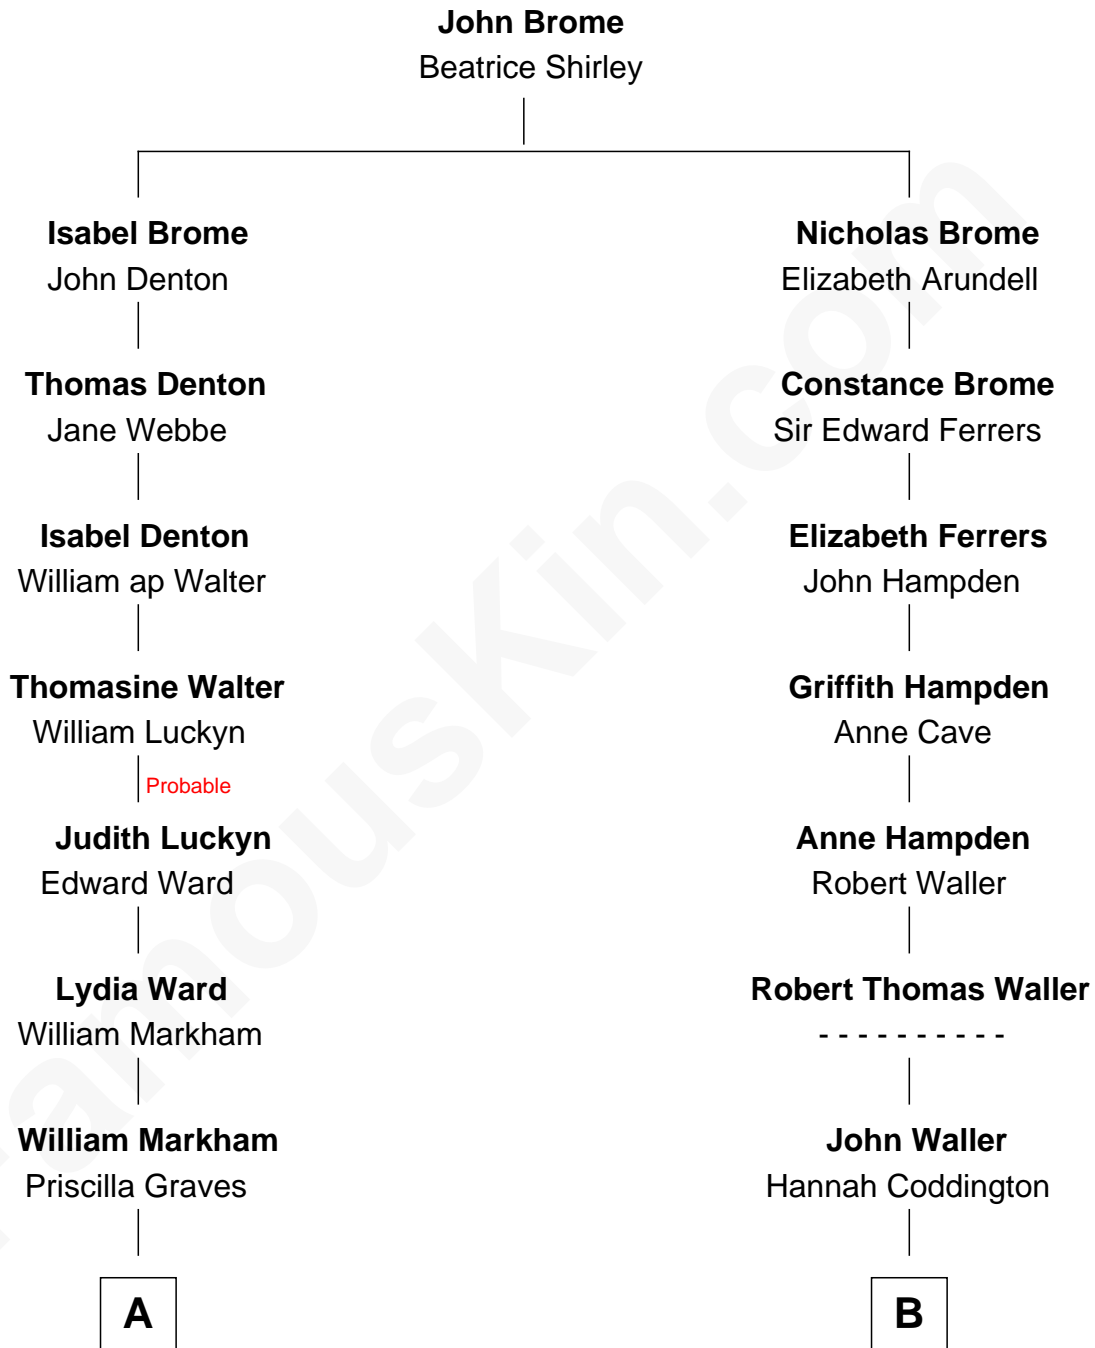 John Brome
Beatrice Shirley
Isabel Brome
John Denton
Nicholas Brome
Elizabeth Arundell
Thomas Denton
Jane Webbe
Constance Brome
Sir Edward Ferrers
Isabel Denton
William ap Walter
Elizabeth Ferrers
John Hampden
Thomasine Walter
William Luckyn
Griffith Hampden
Anne Cave
Probable
Judith Luckyn
Edward Ward
Anne Hampden
Robert Waller
Lydia Ward
William Markham
Robert Thomas Waller
- - - - - - - - - -
William Markham
Priscilla Graves
John Waller
Hannah Coddington
A
B
FamousKin.com